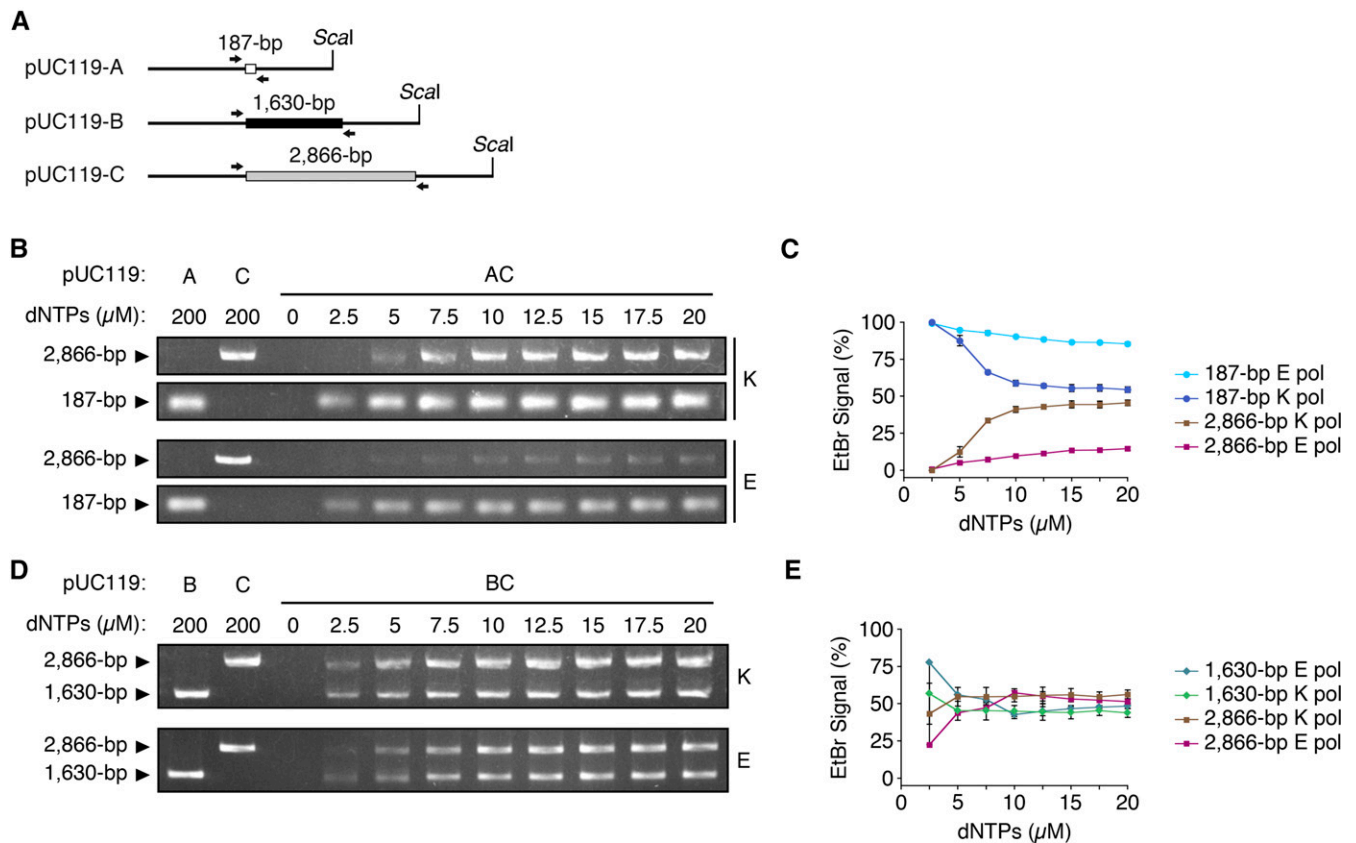 A
187-bp
ScaI
pUC119-A
1,630-bp
ScaI
pUC119-B
2,866-bp
ScaI
pUC119-C
B
pUC119: A C AC
dNTPs (µM): 200 200 0 2.5 5 7.5 10 12.5 15 17.5 20
2,866-bp
187-bp
K
2,866-bp
187-bp
E
C
EtBr Signal (%)
100
75
50
25
0
0 5 10 15 20
dNTPs (µM)
187-bp E pol
187-bp K pol
2,866-bp K pol
2,866-bp E pol
D
pUC119: B C BC
dNTPs (µM): 200 200 0 2.5 5 7.5 10 12.5 15 17.5 20
2,866-bp
1,630-bp
K
2,866-bp
1,630-bp
E
E
EtBr Signal (%)
100
75
50
25
0
0 5 10 15 20
dNTPs (µM)
1,630-bp E pol
1,630-bp K pol
2,866-bp K pol
2,866-bp E pol